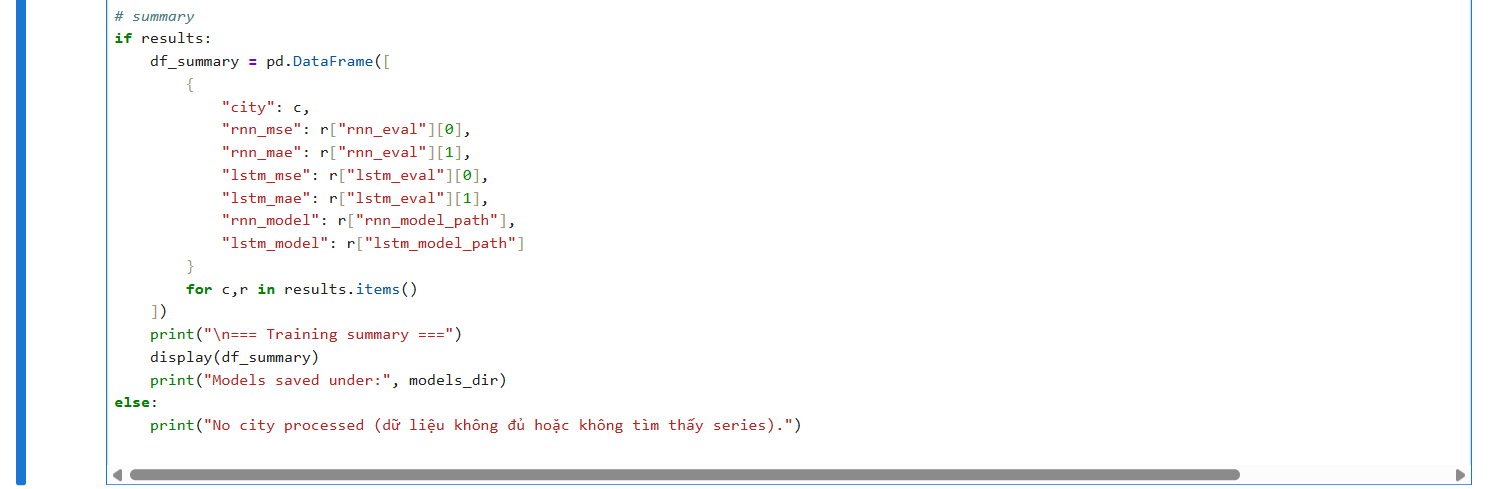 # summary
if results:
    df_summary = pd.DataFrame([
        {
            "city": c,
            "rnn_mse": r["rnn_eval"][0],
            "rnn_mae": r["rnn_eval"][1],
            "lstm_mse": r["lstm_eval"][0],
            "lstm_mae": r["lstm_eval"][1],
            "rnn_model": r["rnn_model_path"],
            "lstm_model": r["lstm_model_path"]
        }
        for c,r in results.items()
    ])
    print("\n=== Training summary ===")
    display(df_summary)
    print("Models saved under:", models_dir)
else:
    print("No city processed (dữ liệu không đủ hoặc không tìm thấy series).")